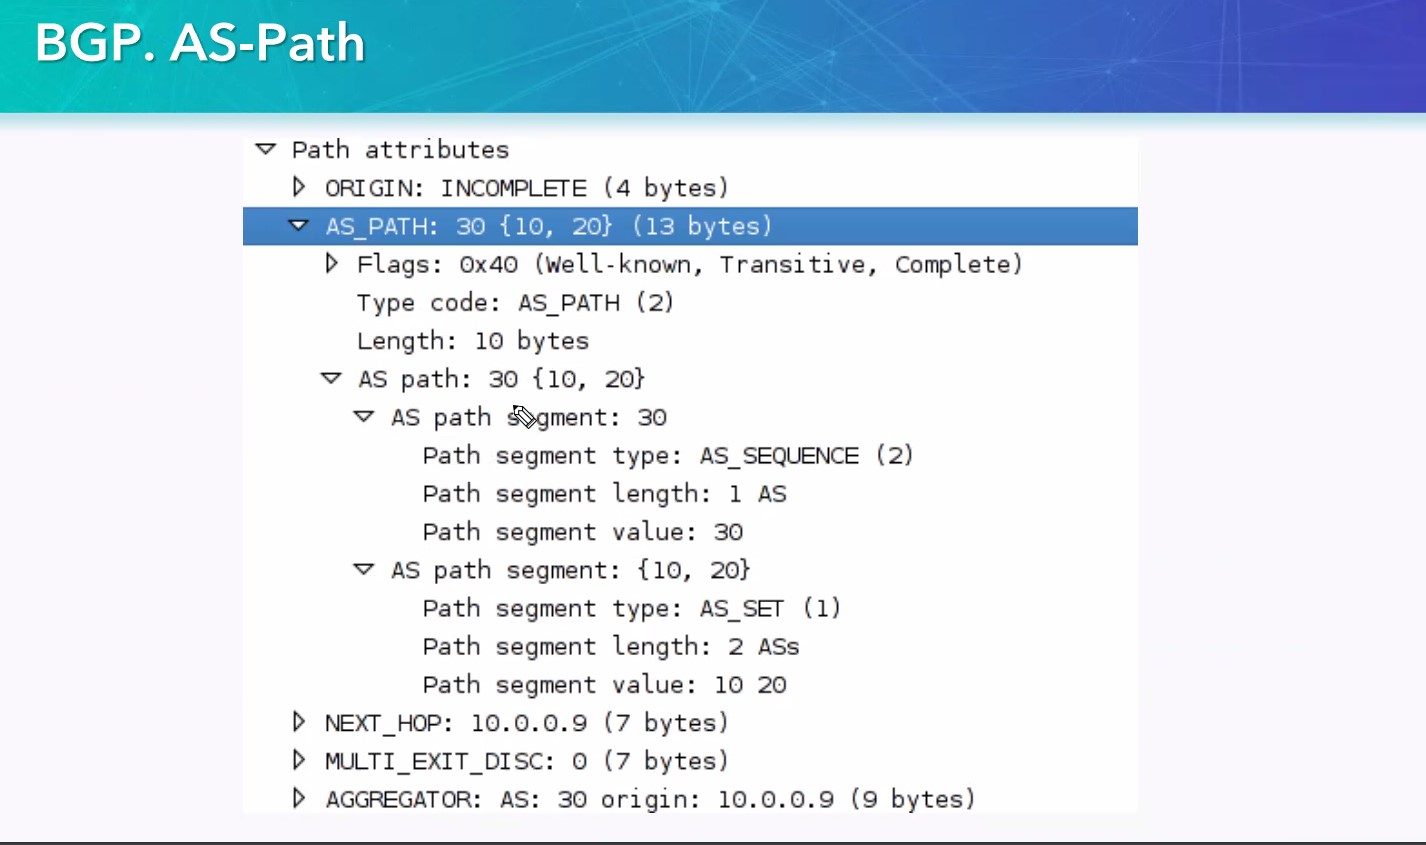 BGP. AS-Path
Path attributes
ORIGIN: INCOMPLETE (4 bytes)
AS_PATH: 30 {10, 20} (13 bytes)
Flags: 0x40 (Well-known, Transitive, Complete)
Type code: AS_PATH (2)
Length: 10 bytes
AS path: 30 {10, 20}
AS path segment: 30
Path segment type: AS_SEQUENCE (2)
Path segment length: 1 AS
Path segment value: 30
AS path segment: {10, 20}
Path segment type: AS_SET (1)
Path segment length: 2 ASs
Path segment value: 10 20
NEXT_HOP: 10.0.0.9 (7 bytes)
MULTI_EXIT_DISC: 0 (7 bytes)
AGGREGATOR: AS: 30 origin: 10.0.0.9 (9 bytes)